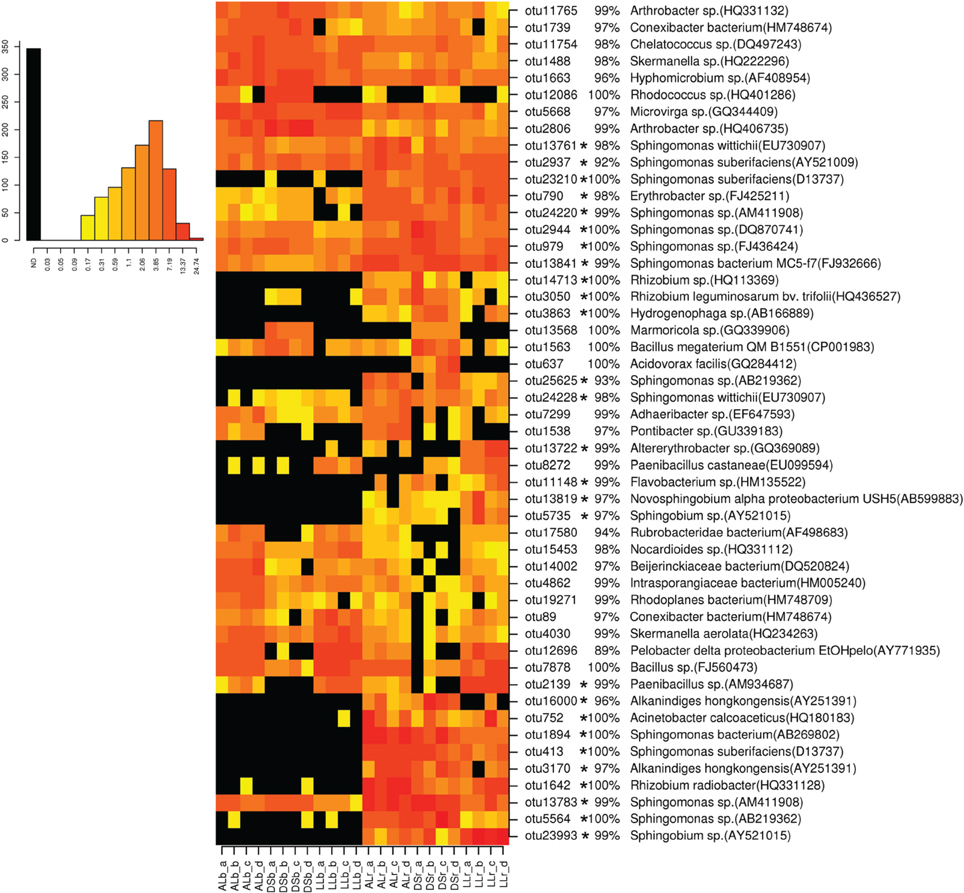 0 50 100 150 200 250 300 350
ND 0.03 0.05 0.09 0.17 0.31 0.59 1.1 2.06 3.85 7.19 13.37 24.74
otu11765 99% Arthrobacter sp.(HQ331132)
otu1739 97% Conexibacter bacterium(HM748674)
otu11754 98% Chelatococcus sp.(DQ497243)
otu1488 98% Skermanella sp.(HQ222296)
otu1663 96% Hyphomicrobium sp.(AF408954)
otu12086 100% Rhodococcus sp.(HQ401286)
otu5668 97% Microvirga sp.(GQ344409)
otu2806 99% Arthrobacter sp.(HQ406735)
otu13761 * 98% Sphingomonas wittichii(EU730907)
otu2937 * 92% Sphingomonas suberifaciens(AY521009)
otu23210 *100% Sphingomonas suberifaciens(D13737)
otu790 * 98% Erythrobacter sp.(FJ425211)
otu24220 * 99% Sphingomonas sp.(AM411908)
otu2944 *100% Sphingomonas sp.(DQ870741)
otu979 *100% Sphingomonas sp.(FJ436424)
otu13841 * 99% Sphingomonas bacterium MC5-f7(FJ932666)
otu14713 *100% Rhizobium sp.(HQ113369)
otu3050 *100% Rhizobium leguminosarum bv. trifolii(HQ436527)
otu3863 *100% Hydrogenophaga sp.(AB166889)
otu13568 100% Marmoricola sp.(GQ339906)
otu1563 100% Bacillus megaterium QM B1551(CP001983)
otu637 100% Acidovorax facilis(GQ284412)
otu25625 * 93% Sphingomonas sp.(AB219362)
otu24228 * 98% Sphingomonas wittichii(EU730907)
otu7299 99% Adhaeribacter sp.(EF647593)
otu1538 97% Pontibacter sp.(GU339183)
otu13722 * 99% Altererythrobacter sp.(GQ369089)
otu8272 99% Paenibacillus castaneae(EU099594)
otu11148 * 99% Flavobacterium sp.(HM135522)
otu13819 * 97% Novosphingobium alpha proteobacterium USH5(AB599883)
otu5735 * 97% Sphingobium sp.(AY521015)
otu17580 94% Rubrobacteridae bacterium(AF498683)
otu15453 98% Nocardioides sp.(HQ331112)
otu14002 97% Beijerinckiaceae bacterium(DQ520824)
otu4862 99% Intrasporangiaceae bacterium(HM005240)
otu19271 99% Rhodoplanes bacterium(HM748709)
otu89 97% Conexibacter bacterium(HM748674)
otu4030 99% Skermanella aerolata(HQ234263)
otu12696 89% Pelobacter delta proteobacterium EtOHpelo(AY771935)
otu7878 100% Bacillus sp.(FJ560473)
otu2139 * 99% Paenibacillus sp.(AM934687)
otu16000 * 96% Alkanindiges hongkongensis(AY251391)
otu752 *100% Acinetobacter calcoaceticus(HQ180183)
otu1894 *100% Sphingomonas bacterium(AB269802)
otu413 *100% Sphingomonas suberifaciens(D13737)
otu3170 * 97% Alkanindiges hongkongensis(AY251391)
otu1642 *100% Rhizobium radiobacter(HQ331128)
otu13783 * 99% Sphingomonas sp.(AM411908)
otu5564 *100% Sphingomonas sp.(AB219362)
otu23993 * 99% Sphingobium sp.(AY521015)
ALb_a ALb_b ALb_c ALb_d DSb_a DSb_b DSb_c DSb_d LLb_a LLb_b LLb_c LLb_d ALr_a ALr_b ALr_c ALr_d DSr_a DSr_b DSr_c DSr_d LLr_a LLr_b LLr_c LLr_d